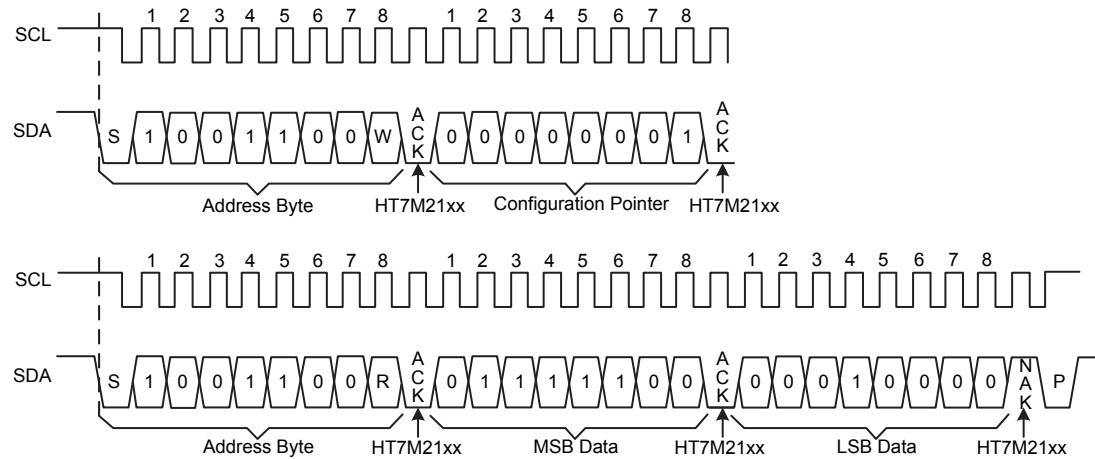 1 2 3 4 5 6 7 8 1 2 3 4 5 6 7 8
SCL
SDA S 1 0 0 1 1 0 0 W ACK 0 0 0 0 0 0 0 1 ACK
Address Byte HT7M21xx Configuration Pointer HT7M21xx
1 2 3 4 5 6 7 8 1 2 3 4 5 6 7 8 1 2 3 4 5 6 7 8
SCL
SDA S 1 0 0 1 1 0 0 R ACK 0 1 1 1 1 1 0 0 ACK 0 0 0 1 0 0 0 0 NAK P
Address Byte HT7M21xx MSB Data HT7M21xx LSB Data HT7M21xx